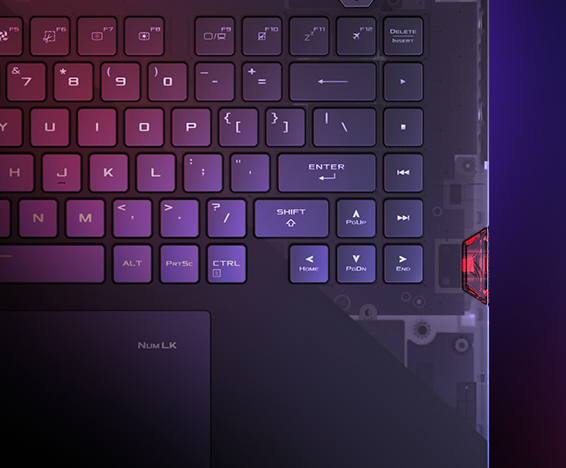 F5 F6 F7 F8 F9 F10 F11 F12 DELETE
INSERT
& * ( ) _ +
7 8 9 0 - =
Y U I O P { [ } ] | \
H J K L : ; " ' ENTER
N M < , > . ? / SHIFT PGUP
ALT PRTSC CTRL HOME PGDN END
NUM LK